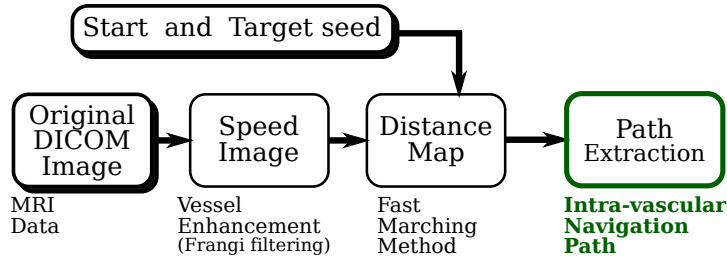 Start and Target seed
Original
DICOM
Image
Speed
Image
Distance
Map
Path
Extraction
MRI
Data
Vessel
Enhancement
(Frangi filtering)
Fast
Marching
Method
Intra-vascular
Navigation
Path